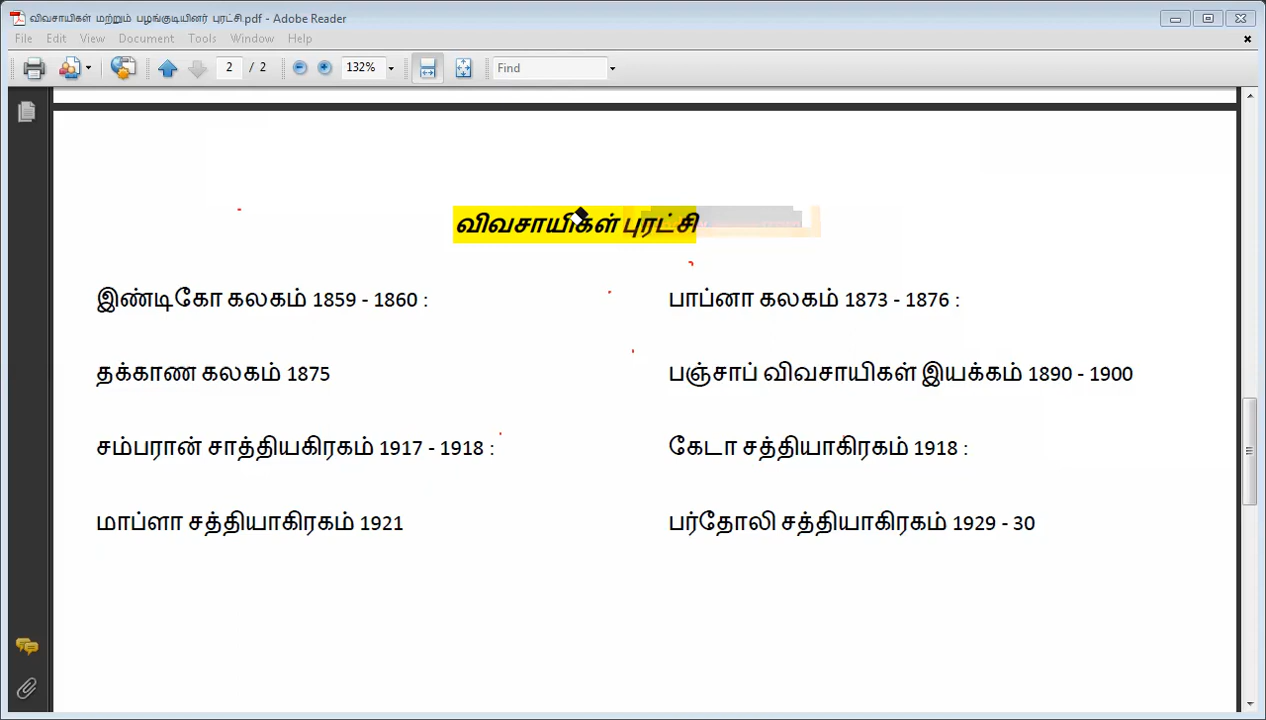 விவசாயிகள் மற்றும் பழங்குடியினர் புரட்சி.pdf - Adobe Reader
File Edit View Document Tools Window Help
2 / 2 132% Find
விவசாயிகள் புரட்சி
இண்டிகோ கலகம் 1859 - 1860 : பாப்னா கலகம் 1873 - 1876 :
தக்காண கலகம் 1875 பஞ்சாப் விவசாயிகள் இயக்கம் 1890 - 1900
சம்பரான் சாத்தியகிரகம் 1917 - 1918 : கேடா சத்தியாகிரகம் 1918 :
மாப்ளா சத்தியாகிரகம் 1921 பர்தோலி சத்தியாகிரகம் 1929 - 30